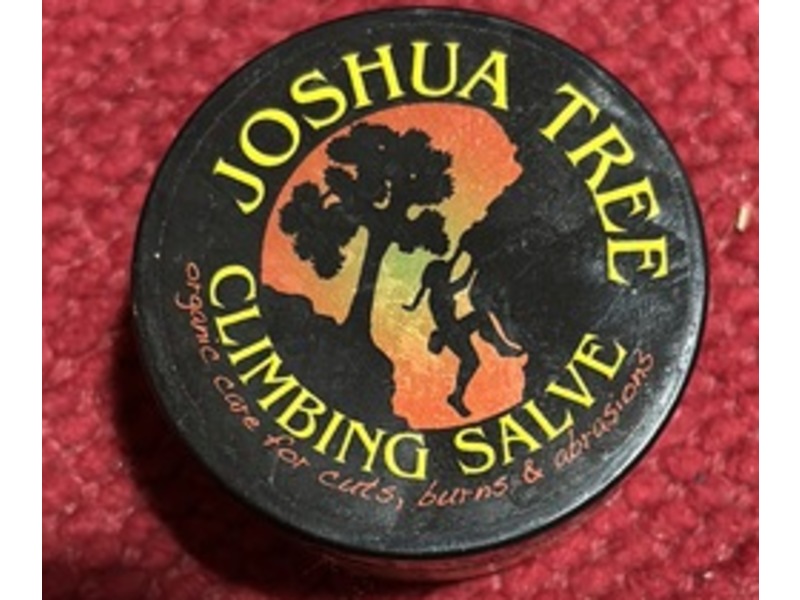 JOSHUA TREE
CLIMBING SALVE
organic care for cuts, burns & abrasions